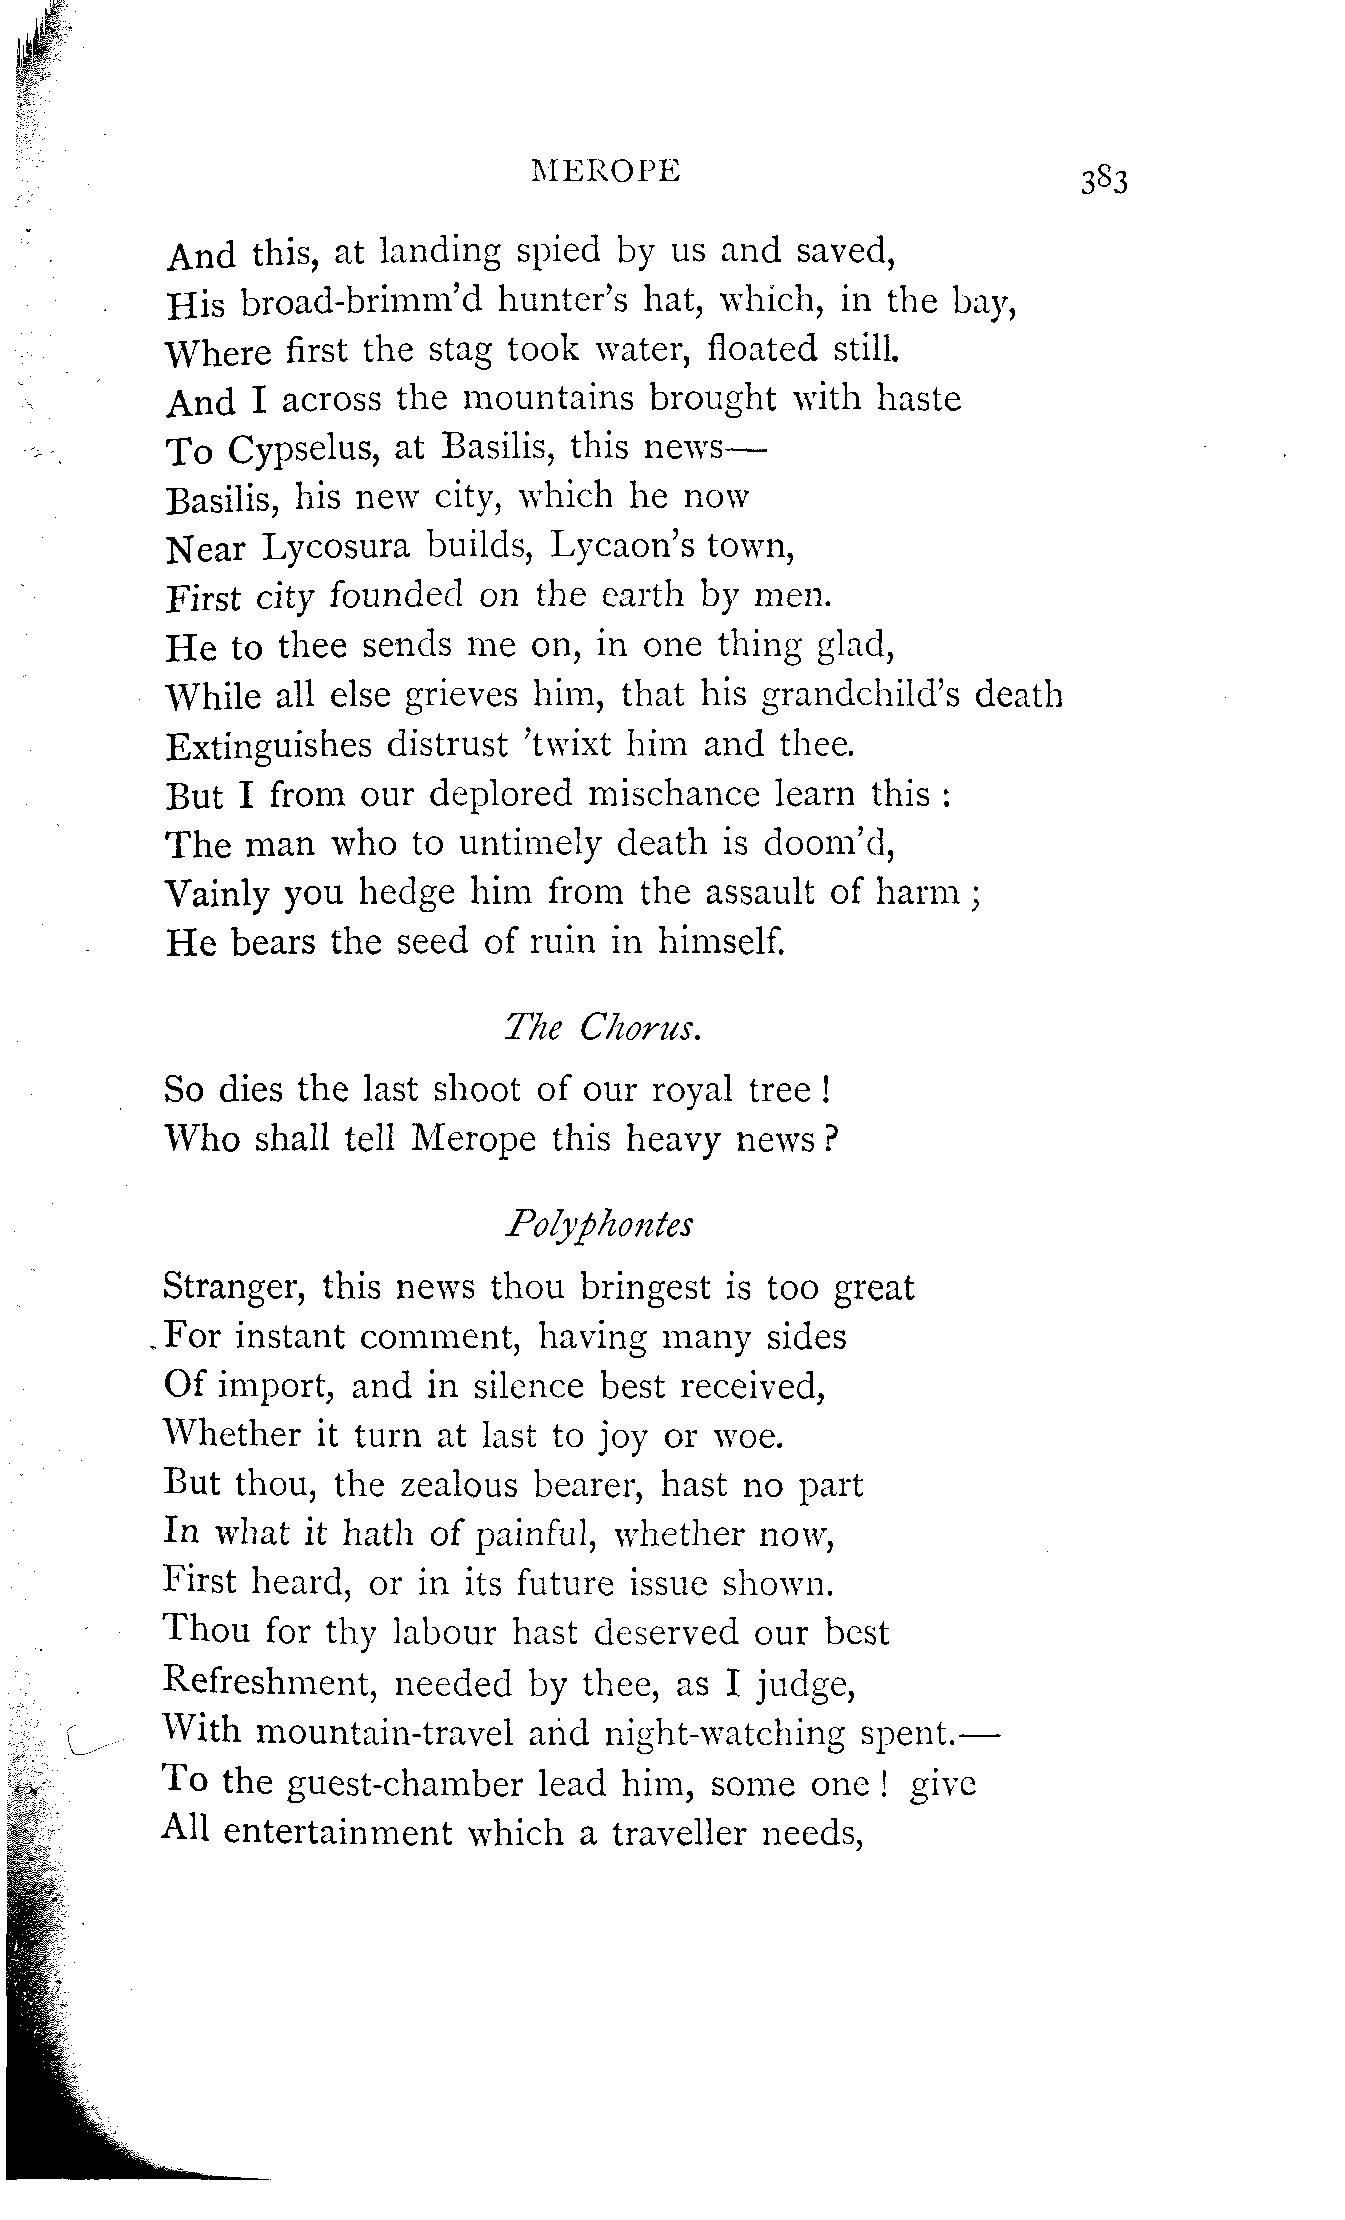 MEROPE 383
And this, at landing spied by us and saved,
His broad-brimm'd hunter's hat, which, in the bay,
Where first the stag took water, floated still.
And I across the mountains brought with haste
To Cypselus, at Basilis, this news—
Basilis, his new city, which he now
Near Lycosura builds, Lycaon's town,
First city founded on the earth by men.
He to thee sends me on, in one thing glad,
While all else grieves him, that his grandchild's death
Extinguishes distrust 'twixt him and thee.
But I from our deplored mischance learn this :
The man who to untimely death is doom'd,
Vainly you hedge him from the assault of harm ;
He bears the seed of ruin in himself.
The Chorus.
So dies the last shoot of our royal tree !
Who shall tell Merope this heavy news ?
Polyphontes
Stranger, this news thou bringest is too great
For instant comment, having many sides
Of import, and in silence best received,
Whether it turn at last to joy or woe.
But thou, the zealous bearer, hast no part
In what it hath of painful, whether now,
First heard, or in its future issue shown.
Thou for thy labour hast deserved our best
Refreshment, needed by thee, as I judge,
With mountain-travel and night-watching spent.—
To the guest-chamber lead him, some one ! give
All entertainment which a traveller needs,